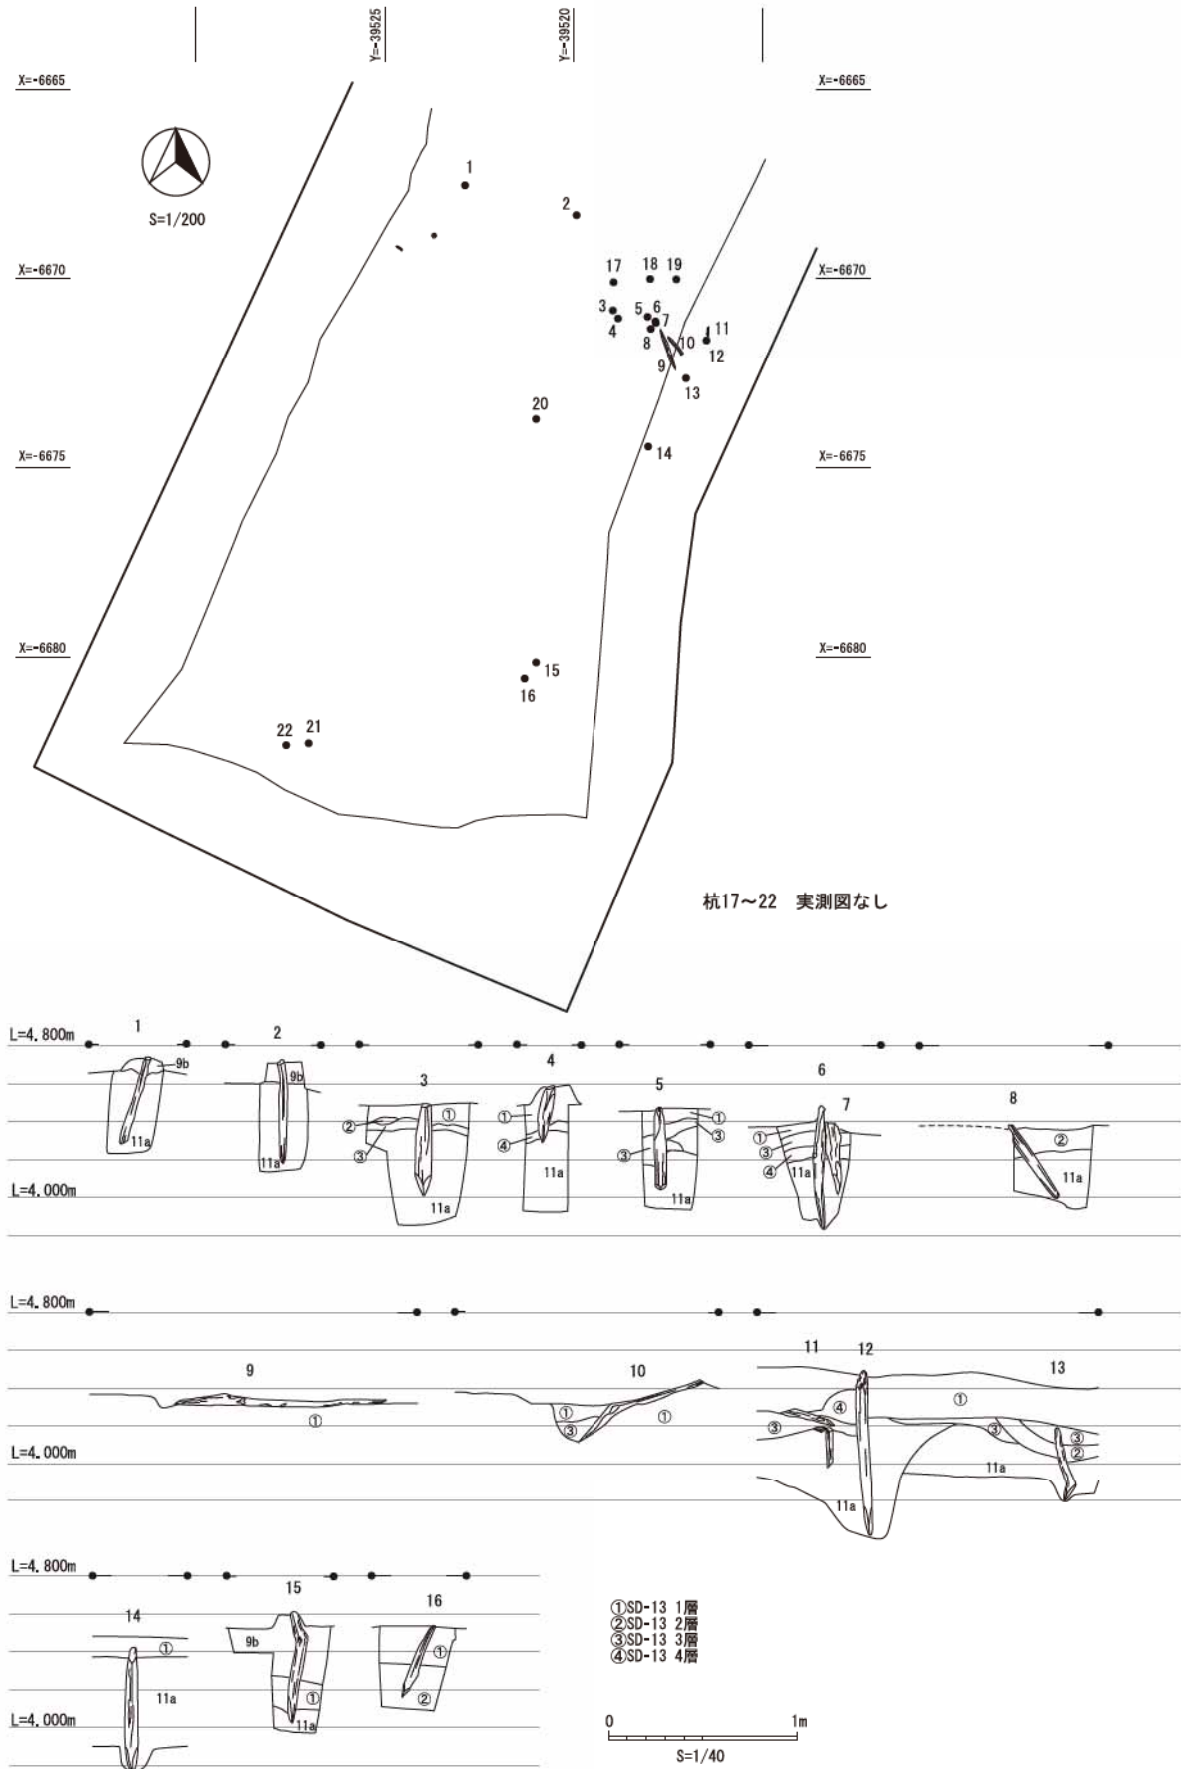 Y=-39525
Y=-39520
X=-6665
X=-6665
S=1/200
1
2
X=-6670
X=-6670
17
18
19
3
4
5
6
7
8
9
10
11
12
13
20
14
X=-6675
X=-6675
X=-6680
X=-6680
15
16
22
21
杭17～22 実測図なし
L=4.800m
1
2
3
4
5
6
7
8
9b
11a
9b
11a
②
③
①
11a
①
④
11a
①
③
③
11a
①
③
④
11a
②
11a
L=4.000m
L=4.800m
9
10
11
12
13
①
①
③
①
④
③
①
③
③
②
11a
11a
L=4.000m
L=4.800m
14
15
16
①
11a
9b
①
11a
①
②
L=4.000m
①SD-13 1層
②SD-13 2層
③SD-13 3層
④SD-13 4層
0 1m
S=1/40